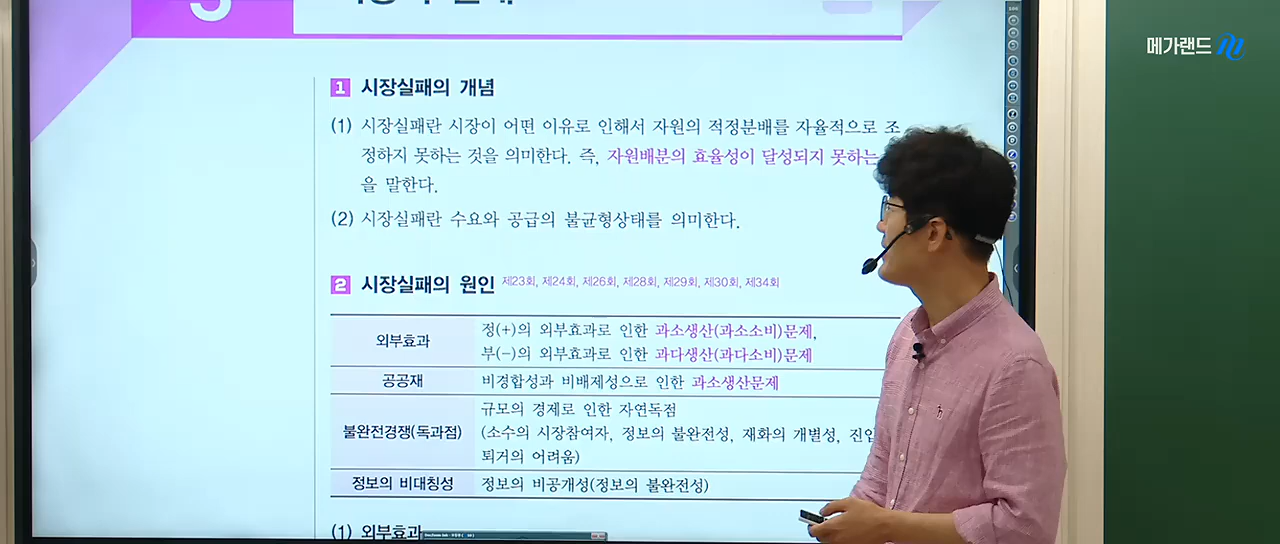 메가랜드
1 시장실패의 개념
(1) 시장실패란 시장이 어떤 이유로 인해서 자원의 적정분배를 자율적으로 조
정하지 못하는 것을 의미한다. 즉, 자원배분의 효율성이 달성되지 못하는
을 말한다.
(2) 시장실패란 수요와 공급의 불균형상태를 의미한다.
2 시장실패의 원인 제23회, 제24회, 제26회, 제28회, 제29회, 제30회, 제34회
외부효과 정(+)의 외부효과로 인한 과소생산(과소소비)문제,
부(-)의 외부효과로 인한 과다생산(과다소비)문제
공공재 비경합성과 비배제성으로 인한 과소생산문제
불완전경쟁(독과점) 규모의 경제로 인한 자연독점
(소수의 시장참여자, 정보의 불완전성, 재화의 개별성, 진입
퇴거의 어려움)
정보의 비대칭성 정보의 비공개성(정보의 불완전성)
(1) 외부효과